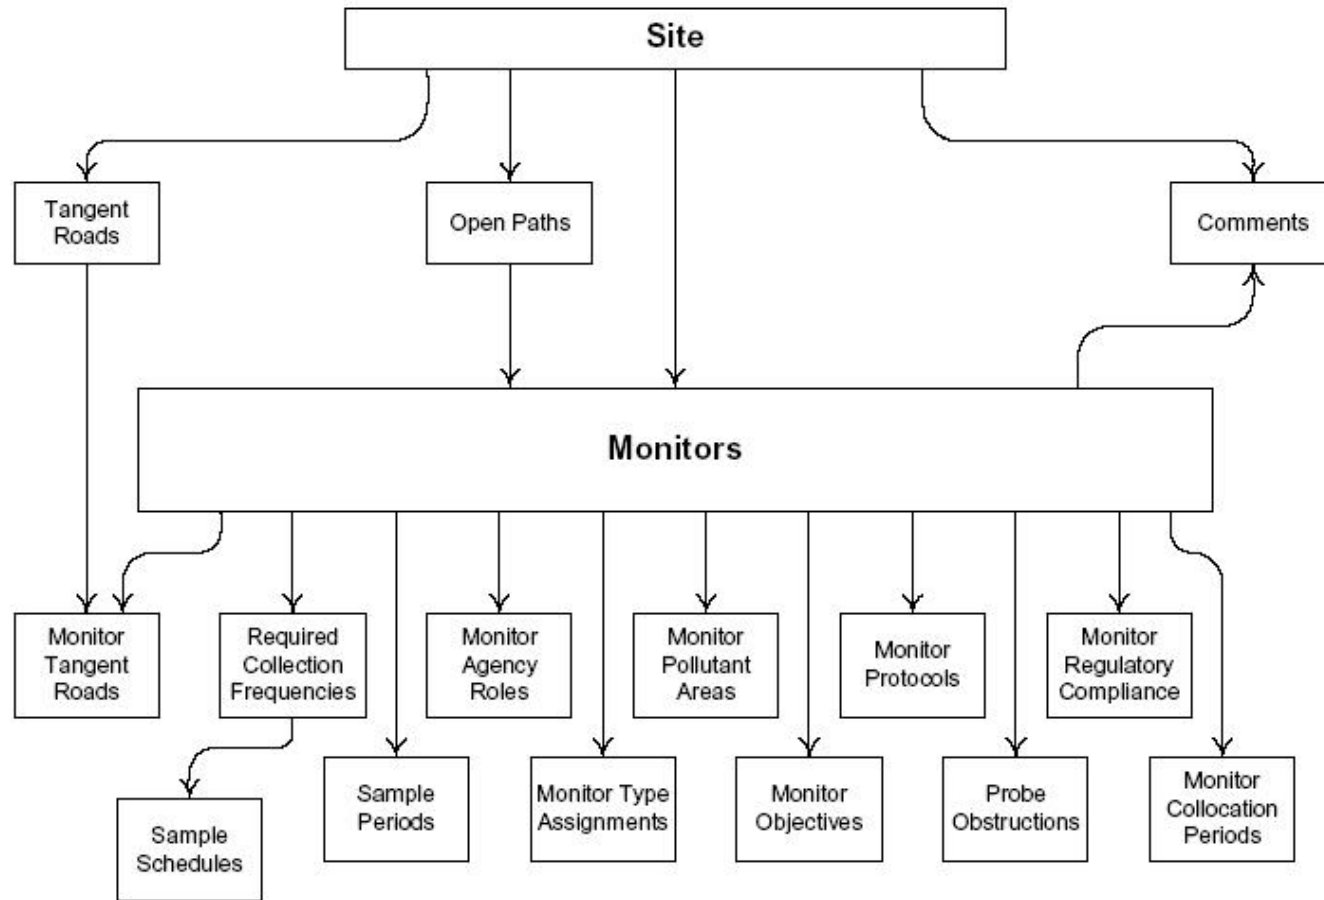 Site
Tangent
Roads
Open Paths
Comments
Monitors
Monitor
Tangent
Roads
Required
Collection
Frequencies
Monitor
Agency
Roles
Monitor
Pollutant
Areas
Monitor
Protocols
Monitor
Regulatory
Compliance
Sample
Schedules
Sample
Periods
Monitor Type
Assignments
Monitor
Objectives
Probe
Obstructions
Monitor
Collocation
Periods